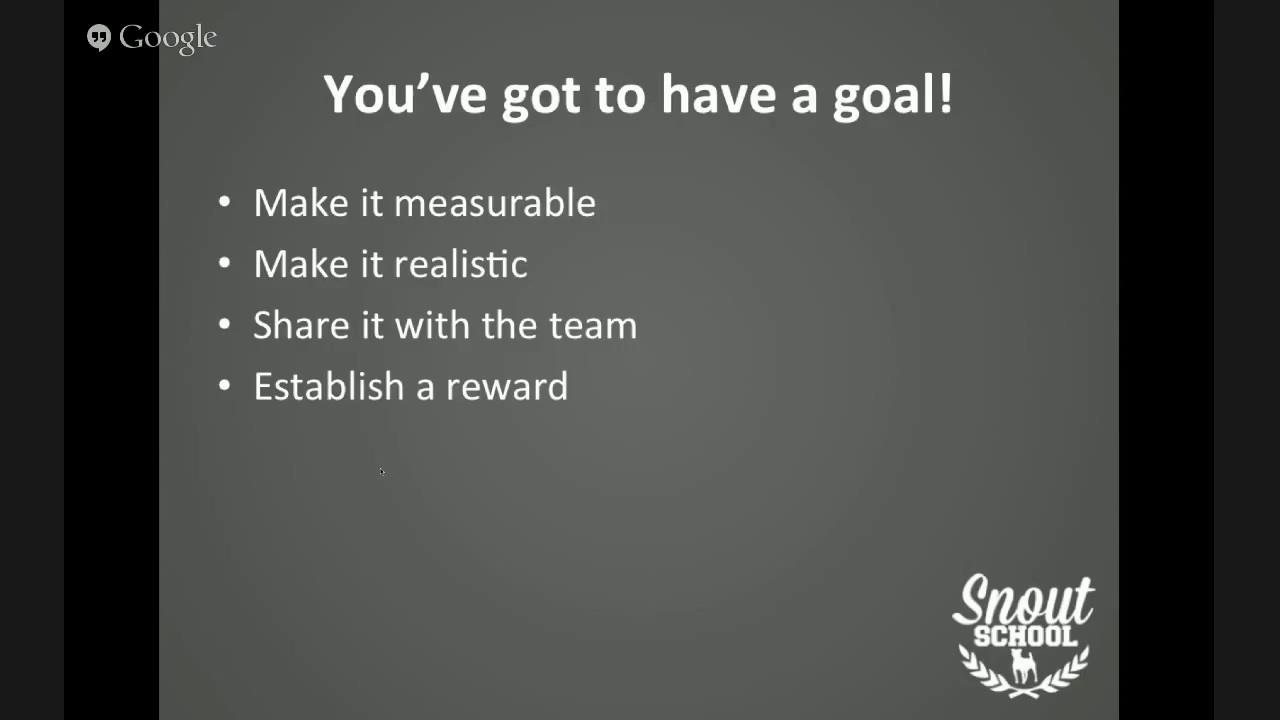 Google
You’ve got to have a goal!
• Make it measurable
• Make it realistic
• Share it with the team
• Establish a reward
Snout
SCHOOL